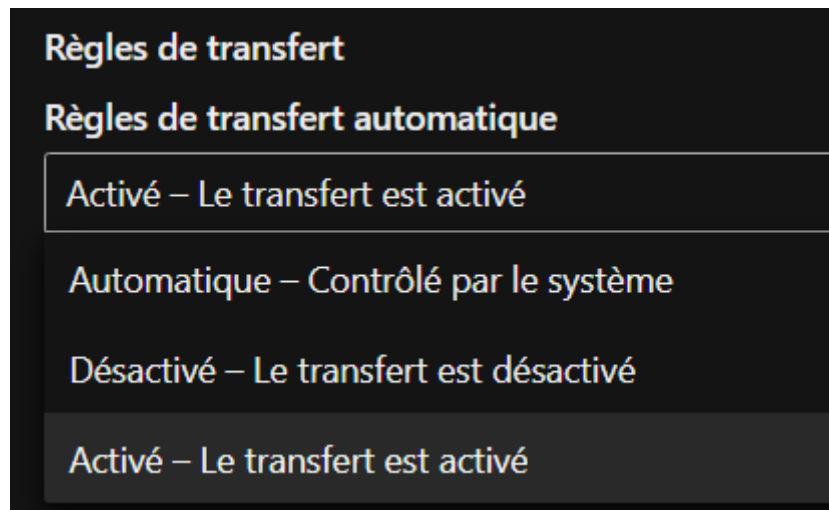 Règles de transfert
Règles de transfert automatique
Activé – Le transfert est activé
Automatique – Contrôlé par le système
Désactivé – Le transfert est désactivé
Activé – Le transfert est activé